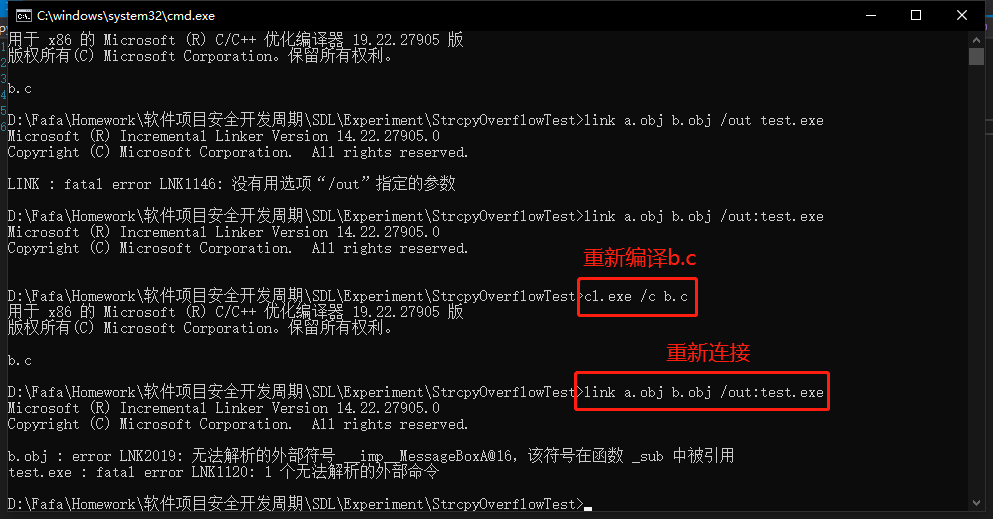 C:\windows\system32\cmd.exe
用于 x86 的 Microsoft (R) C/C++ 优化编译器 19.22.27905 版
版权所有(C) Microsoft Corporation。保留所有权利。
b.c
D:\Fafa\Homework\软件项目安全开发周期\SDL\Experiment\StrcpyOverflowTest>link a.obj b.obj /out test.exe
Microsoft (R) Incremental Linker Version 14.22.27905.0
Copyright (C) Microsoft Corporation.  All rights reserved.
LINK : fatal error LNK1146: 没有用选项“/out”指定的参数
D:\Fafa\Homework\软件项目安全开发周期\SDL\Experiment\StrcpyOverflowTest>link a.obj b.obj /out:test.exe
Microsoft (R) Incremental Linker Version 14.22.27905.0
Copyright (C) Microsoft Corporation.  All rights reserved.
重新编译b.c
D:\Fafa\Homework\软件项目安全开发周期\SDL\Experiment\StrcpyOverflowTest>cl.exe /c b.c
用于 x86 的 Microsoft (R) C/C++ 优化编译器 19.22.27905 版
版权所有(C) Microsoft Corporation。保留所有权利。
b.c
重新连接
D:\Fafa\Homework\软件项目安全开发周期\SDL\Experiment\StrcpyOverflowTest>link a.obj b.obj /out:test.exe
Microsoft (R) Incremental Linker Version 14.22.27905.0
Copyright (C) Microsoft Corporation.  All rights reserved.
b.obj : error LNK2019: 无法解析的外部符号 __imp__MessageBoxA@16，该符号在函数 _sub 中被引用
test.exe : fatal error LNK1120: 1 个无法解析的外部命令
D:\Fafa\Homework\软件项目安全开发周期\SDL\Experiment\StrcpyOverflowTest>